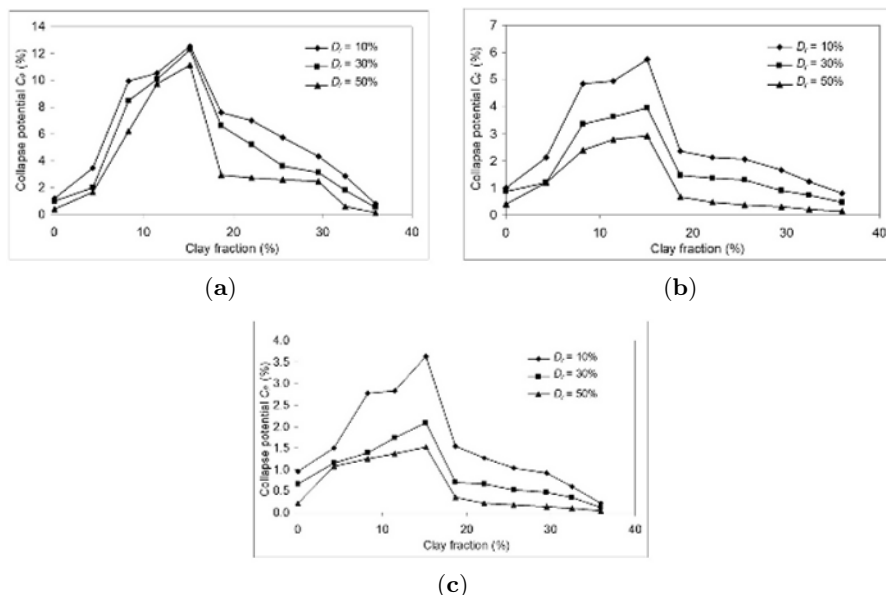 14
12
10
8
6
4
2
0
0 10 20 30 40
Collapse potential Cₚ (%)
Clay fraction (%)
Dᵣ = 10%
Dᵣ = 30%
Dᵣ = 50%
(a)
7
6
5
4
3
2
1
0
0 10 20 30 40
Collapse potential Cₚ (%)
Clay fraction (%)
Dᵣ = 10%
Dᵣ = 30%
Dᵣ = 50%
(b)
4.0
3.5
3.0
2.5
2.0
1.5
1.0
0.5
0.0
0 10 20 30 40
Collapse potential Cₚ (%)
Clay fraction (%)
Dᵣ = 10%
Dᵣ = 30%
Dᵣ = 50%
(c)